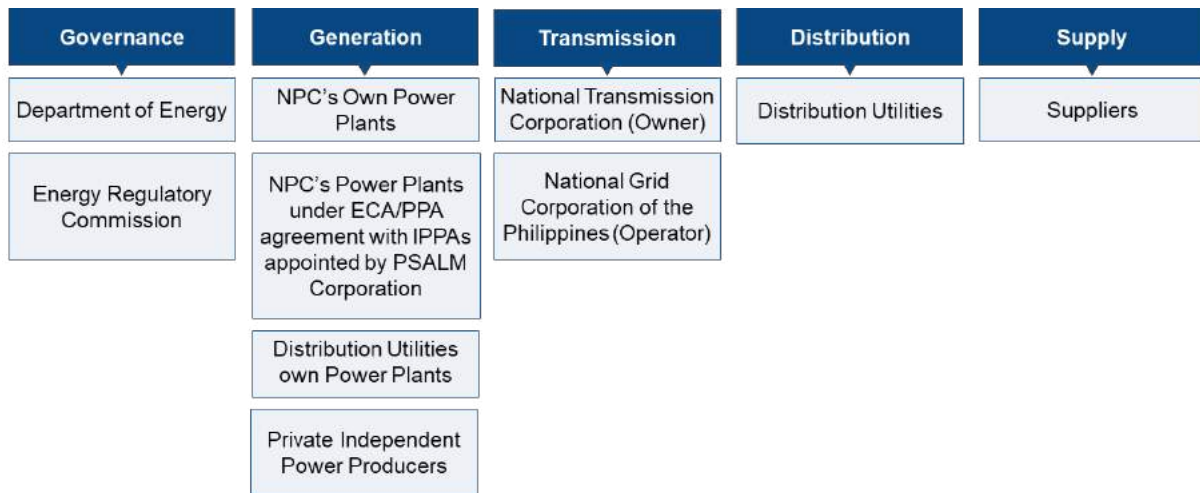 Governance
Department of Energy
Energy Regulatory
Commission
Generation
NPC's Own Power
Plants
NPC's Power Plants
under ECA/PPA
agreement with IPPAs
appointed by PSALM
Corporation
Distribution Utilities
own Power Plants
Private Independent
Power Producers
Transmission
National Transmission
Corporation (Owner)
National Grid
Corporation of the
Philippines (Operator)
Distribution
Distribution Utilities
Supply
Suppliers